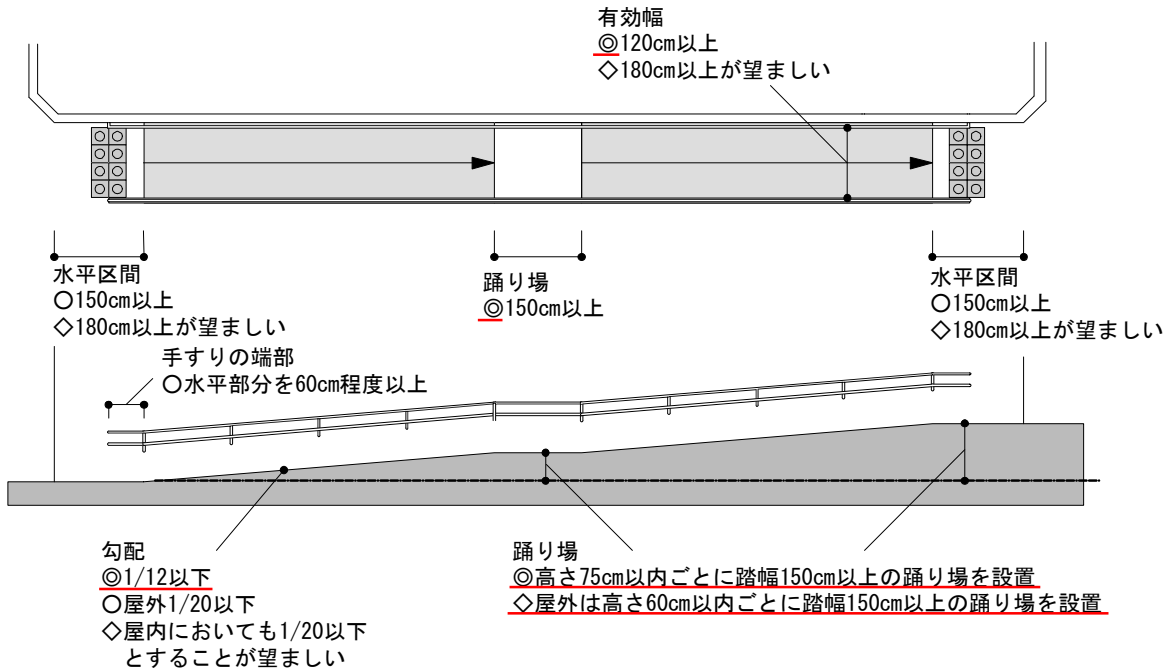 有効幅
◎120cm以上
◇180cm以上が望ましい
水平区間
○150cm以上
◇180cm以上が望ましい
踊り場
◎150cm以上
水平区間
○150cm以上
◇180cm以上が望ましい
手すりの端部
○水平部分を60cm程度以上
勾配
◎1/12以下
○屋外1/20以下
◇屋内においても1/20以下
とすることが望ましい
踊り場
◎高さ75cm以内ごとに踏幅150cm以上の踊り場を設置
◇屋外は高さ60cm以内ごとに踏幅150cm以上の踊り場を設置